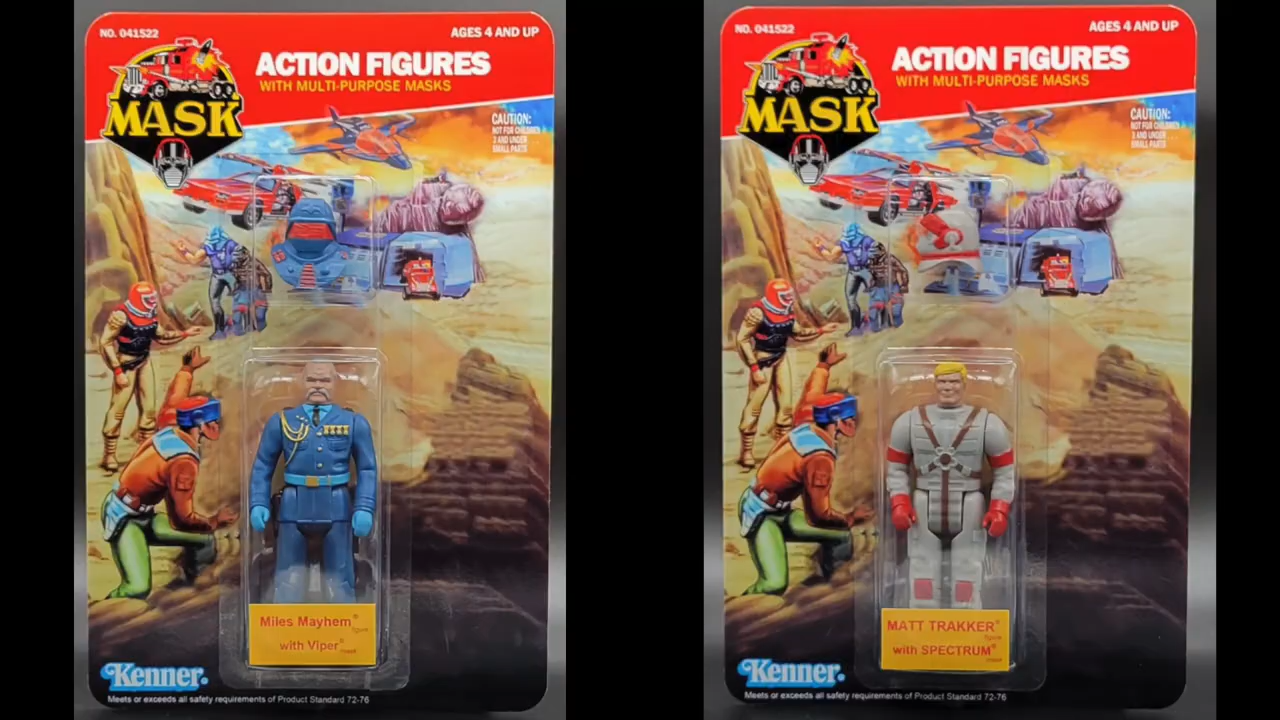 NO. 041522
AGES 4 AND UP
ACTION FIGURES
WITH MULTI-PURPOSE MASKS
MASK
CAUTION:
NOT FOR CHILDREN
3 AND UNDER
SMALL PARTS
Miles Mayhem®
figure
with Viper®
mask
Kenner®
Meets or exceeds all safety requirements of Product Standard 72-76
NO. 041522
AGES 4 AND UP
ACTION FIGURES
WITH MULTI-PURPOSE MASKS
MASK
CAUTION:
NOT FOR CHILDREN
3 AND UNDER
SMALL PARTS
MATT TRAKKER®
figure
with SPECTRUM®
mask
Kenner®
Meets or exceeds all safety requirements of Product Standard 72-76